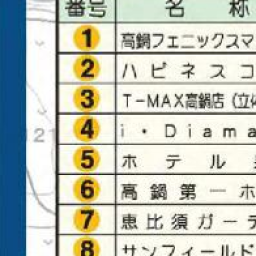 番号 名 称
1 高鍋フェニックスマ
2 ハピネスコ
3 T-MAX高鍋店(立体
4 i・Diama
5 ホテル
6 高鍋第一ホ
7 恵比須ガーデ
8 サンフィールド
21